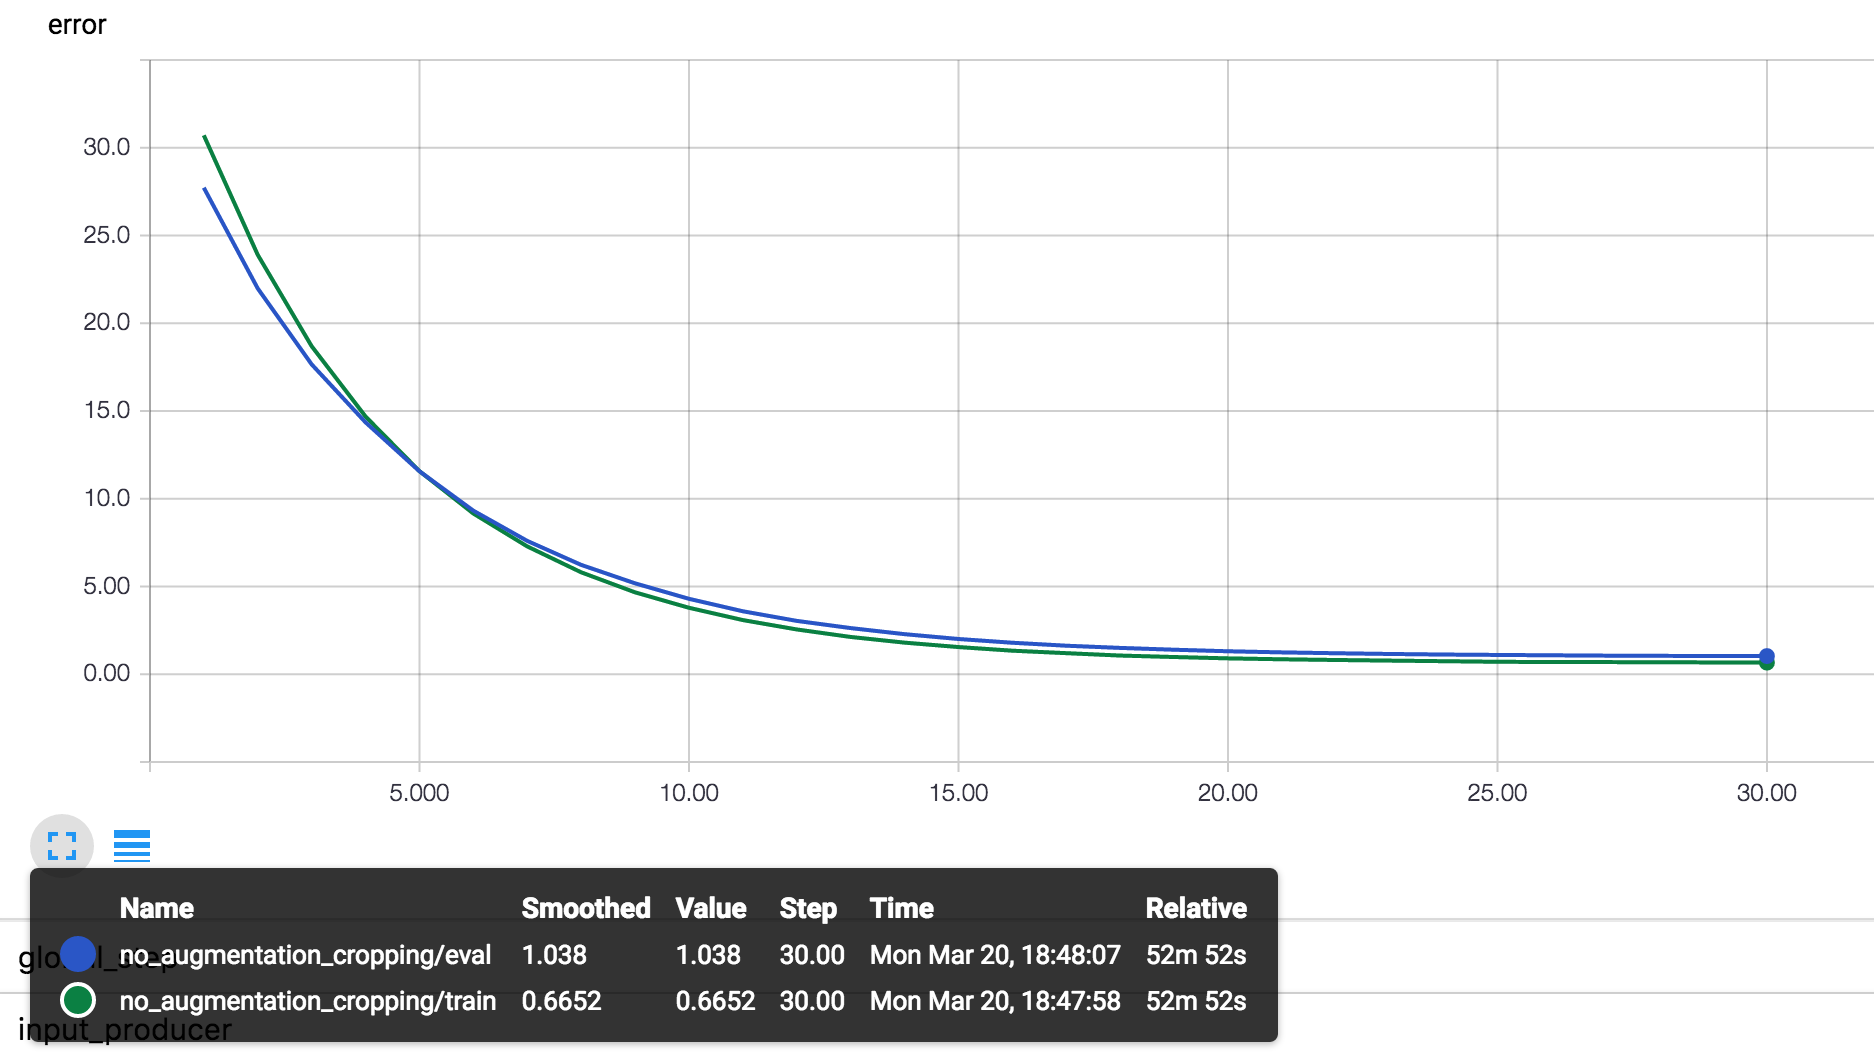 error
30.0
25.0
20.0
15.0
10.0
5.00
0.00
5.000 10.00 15.00 20.00 25.00 30.00
Name Smoothed Value Step Time Relative
no_augmentation_cropping/eval 1.038 1.038 30.00 Mon Mar 20, 18:48:07 52m 52s
global_step
no_augmentation_cropping/train 0.6652 0.6652 30.00 Mon Mar 20, 18:47:58 52m 52s
input_producer